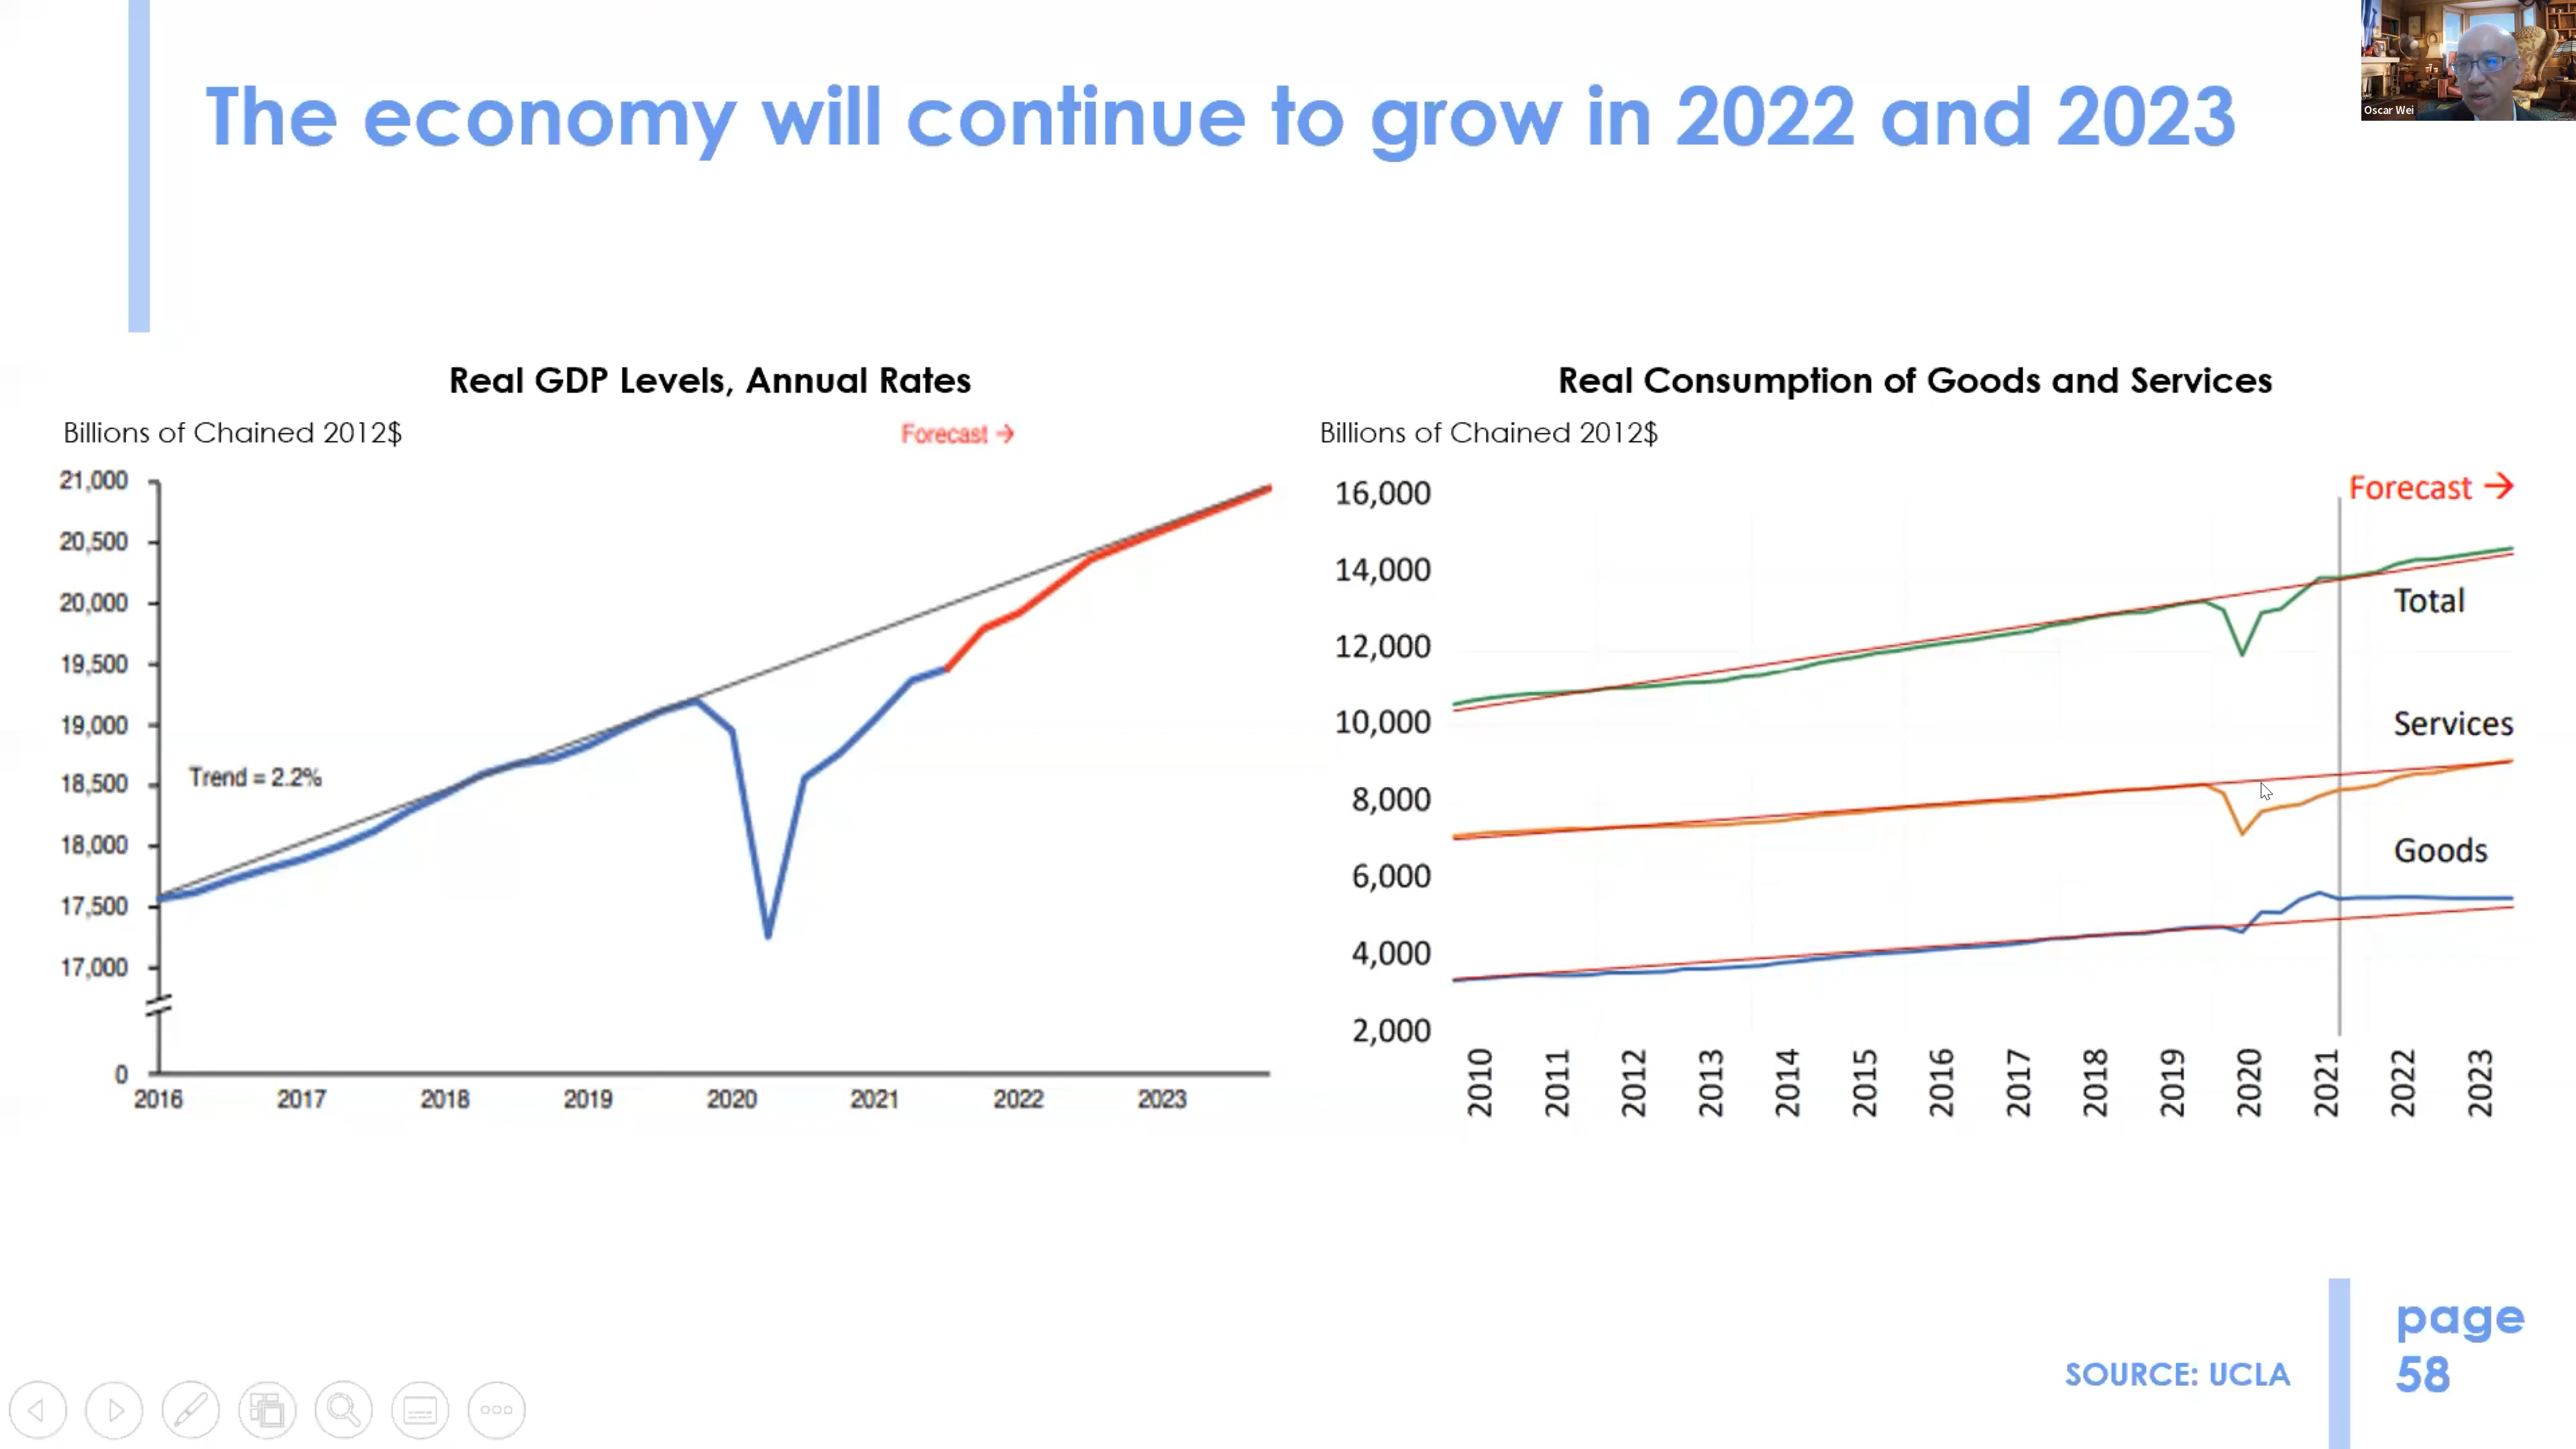 The economy will continue to grow in 2022 and 2023
Oscar Wei
Real GDP Levels, Annual Rates
Billions of Chained 2012$
Forecast →
21,000
20,500
20,000
19,500
19,000
18,500
18,000
17,500
17,000
0
Trend = 2.2%
2016 2017 2018 2019 2020 2021 2022 2023
Real Consumption of Goods and Services
Billions of Chained 2012$
Forecast →
16,000
14,000
12,000
10,000
8,000
6,000
4,000
2,000
Total
Services
Goods
2010 2011 2012 2013 2014 2015 2016 2017 2018 2019 2020 2021 2022 2023
SOURCE: UCLA
page
58